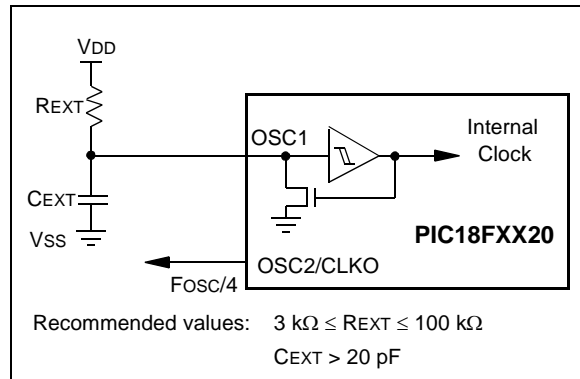 VDD
REXT
OSC1
Internal
Clock
CEXT
VSS
PIC18FXX20
OSC2/CLKO
FOSC/4
Recommended values: 3 kΩ ≤ REXT ≤ 100 kΩ
CEXT > 20 pF